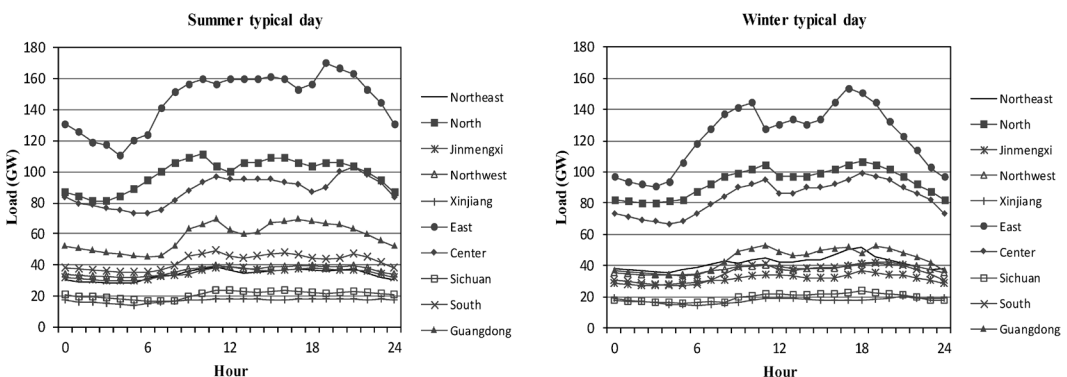 Summer typical day
Load (GW)
180
160
140
120
100
80
60
40
20
0
0 6 12 18 24
Hour
Northeast
North
Jinmengxi
Northwest
Xinjiang
East
Center
Sichuan
South
Guangdong
Winter typical day
Load (GW)
180
160
140
120
100
80
60
40
20
0
0 6 12 18 24
Hour
Northeast
North
Jinmengxi
Northwest
Xinjiang
East
Center
Sichuan
South
Guangdong